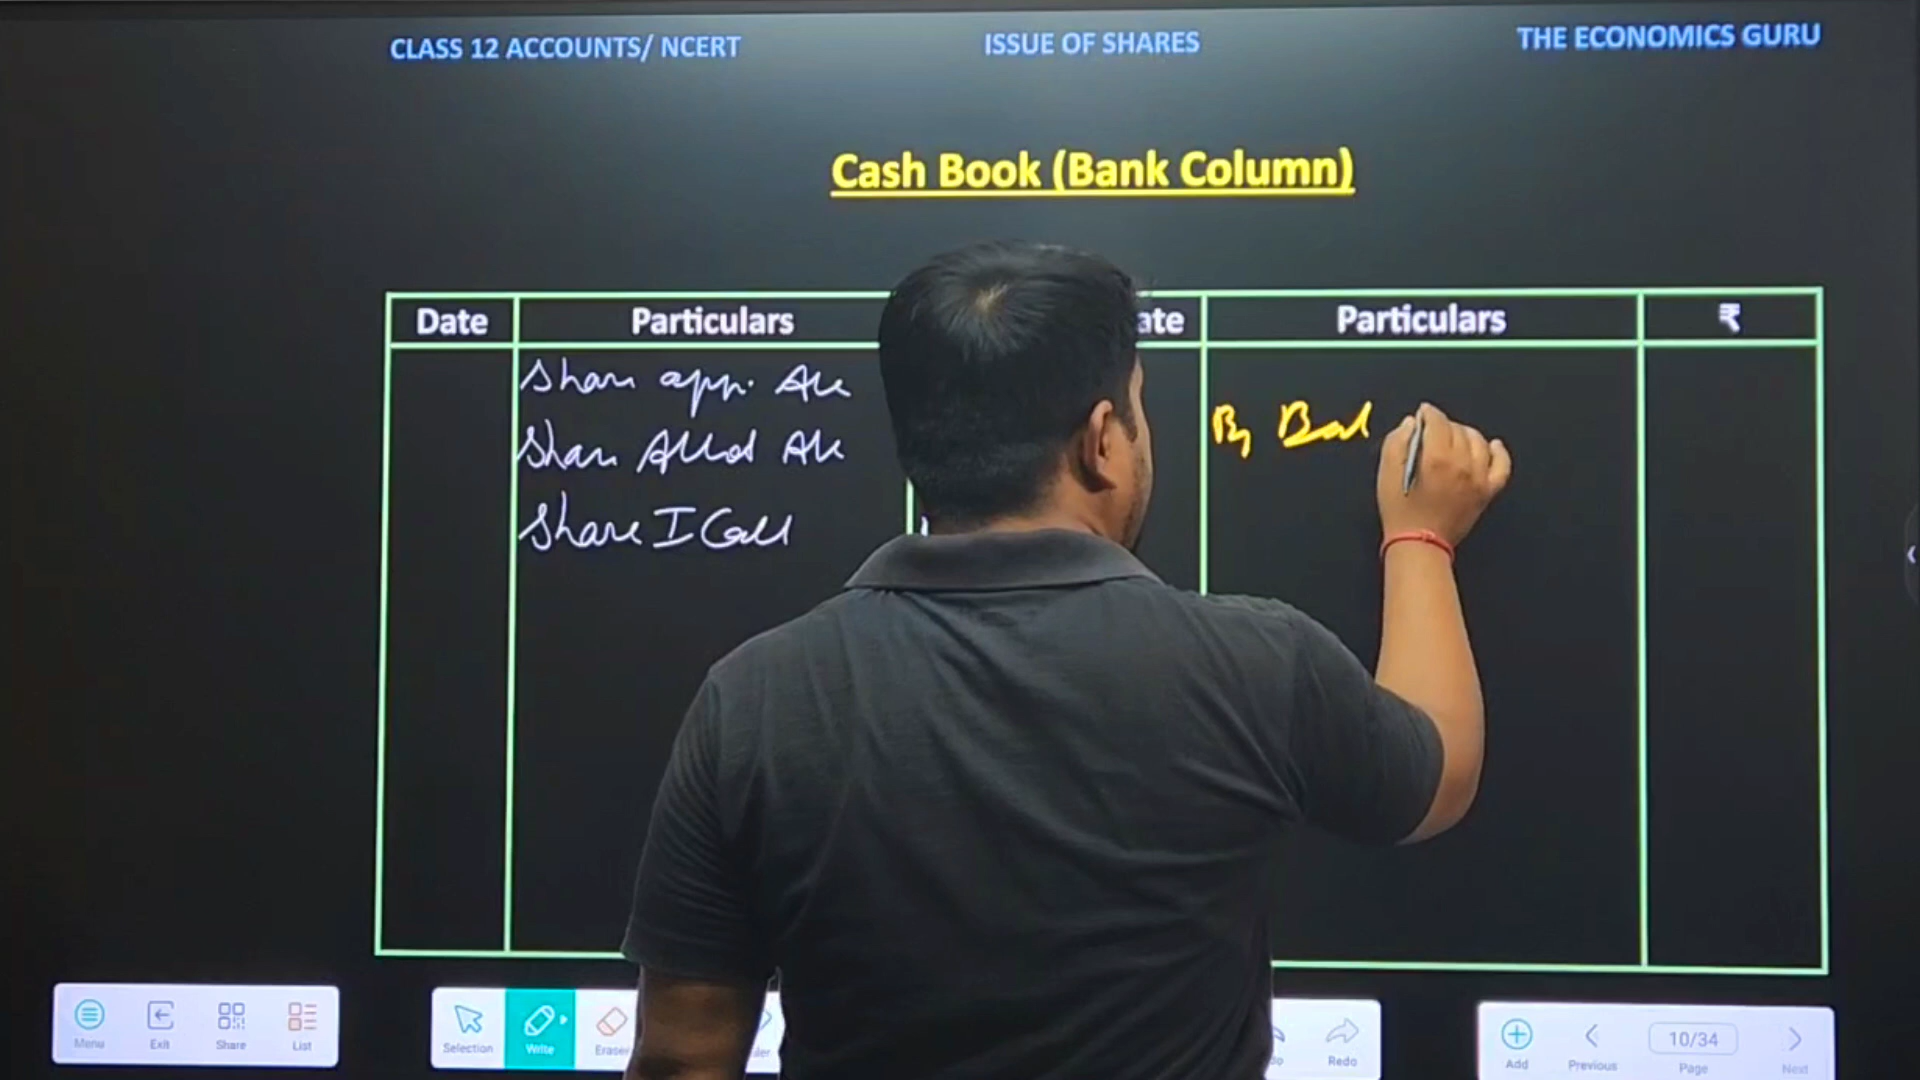 CLASS 12 ACCOUNTS/ NCERT ISSUE OF SHARES THE ECONOMICS GURU
Cash Book (Bank Column)
Date Particulars ate Particulars ₹
Share app. A/c
Share Allot A/c
Share I Call
By Bal
Menu Exit Share List
Selection Write Eraser Redo
Add Previous 10/34 Page Next